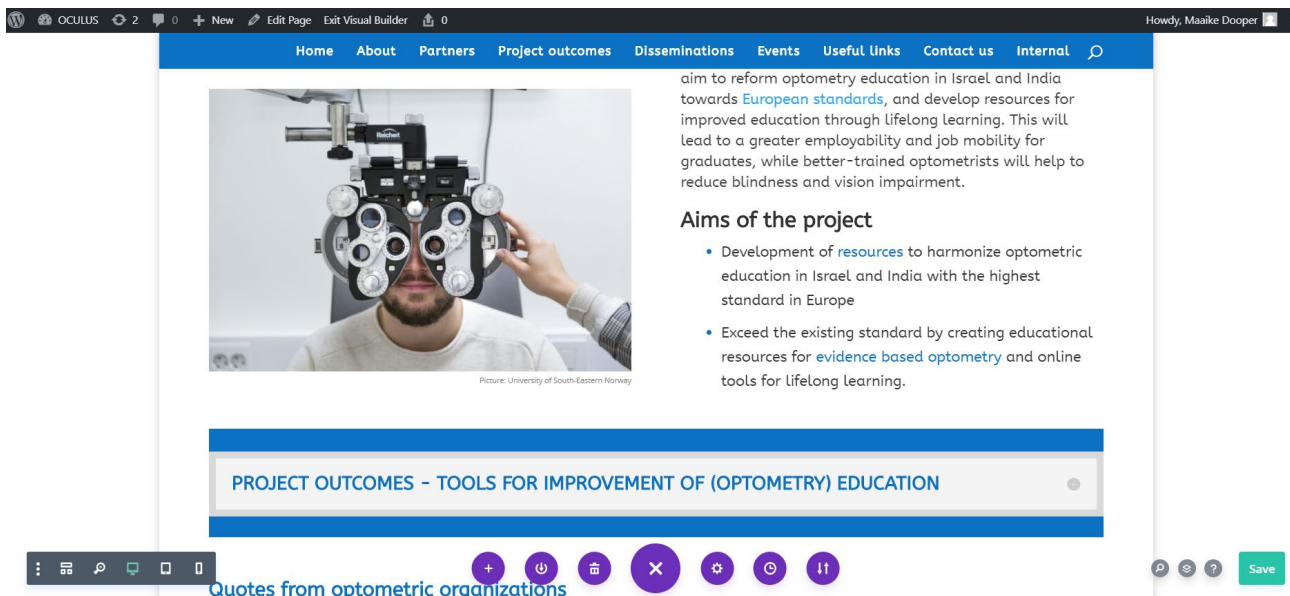 OCULUS 2 0 New Edit Page Exit Visual Builder 0 Howdy, Maaike Dooper
Home About Partners Project outcomes Disseminations Events Useful links Contact us Internal
aim to reform optometry education in Israel and India
towards European standards, and develop resources for
improved education through lifelong learning. This will
lead to a greater employability and job mobility for
graduates, while better-trained optometrists will help to
reduce blindness and vision impairment.
Reichert
Picture: University of South-Eastern Norway
Aims of the project
• Development of resources to harmonize optometric
education in Israel and India with the highest
standard in Europe
• Exceed the existing standard by creating educational
resources for evidence based optometry and online
tools for lifelong learning.
PROJECT OUTCOMES - TOOLS FOR IMPROVEMENT OF (OPTOMETRY) EDUCATION
Quotes from optometric organizations
Save